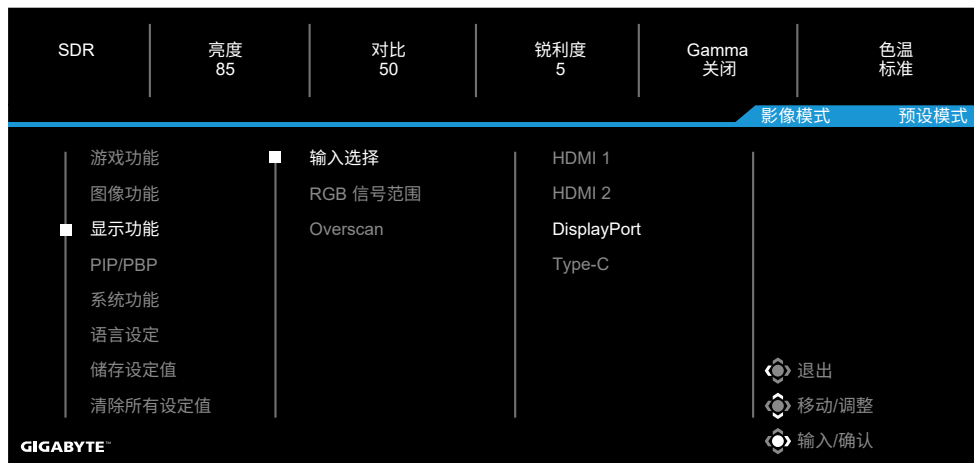 SDR
亮度
85
对比
50
锐利度
5
Gamma
关闭
色温
标准
影像模式 预设模式
游戏功能
图像功能
显示功能
PIP/PBP
系统功能
语言设定
储存设定值
清除所有设定值
输入选择
RGB 信号范围
Overscan
HDMI 1
HDMI 2
DisplayPort
Type-C
退出
移动/调整
输入/确认
GIGABYTE™